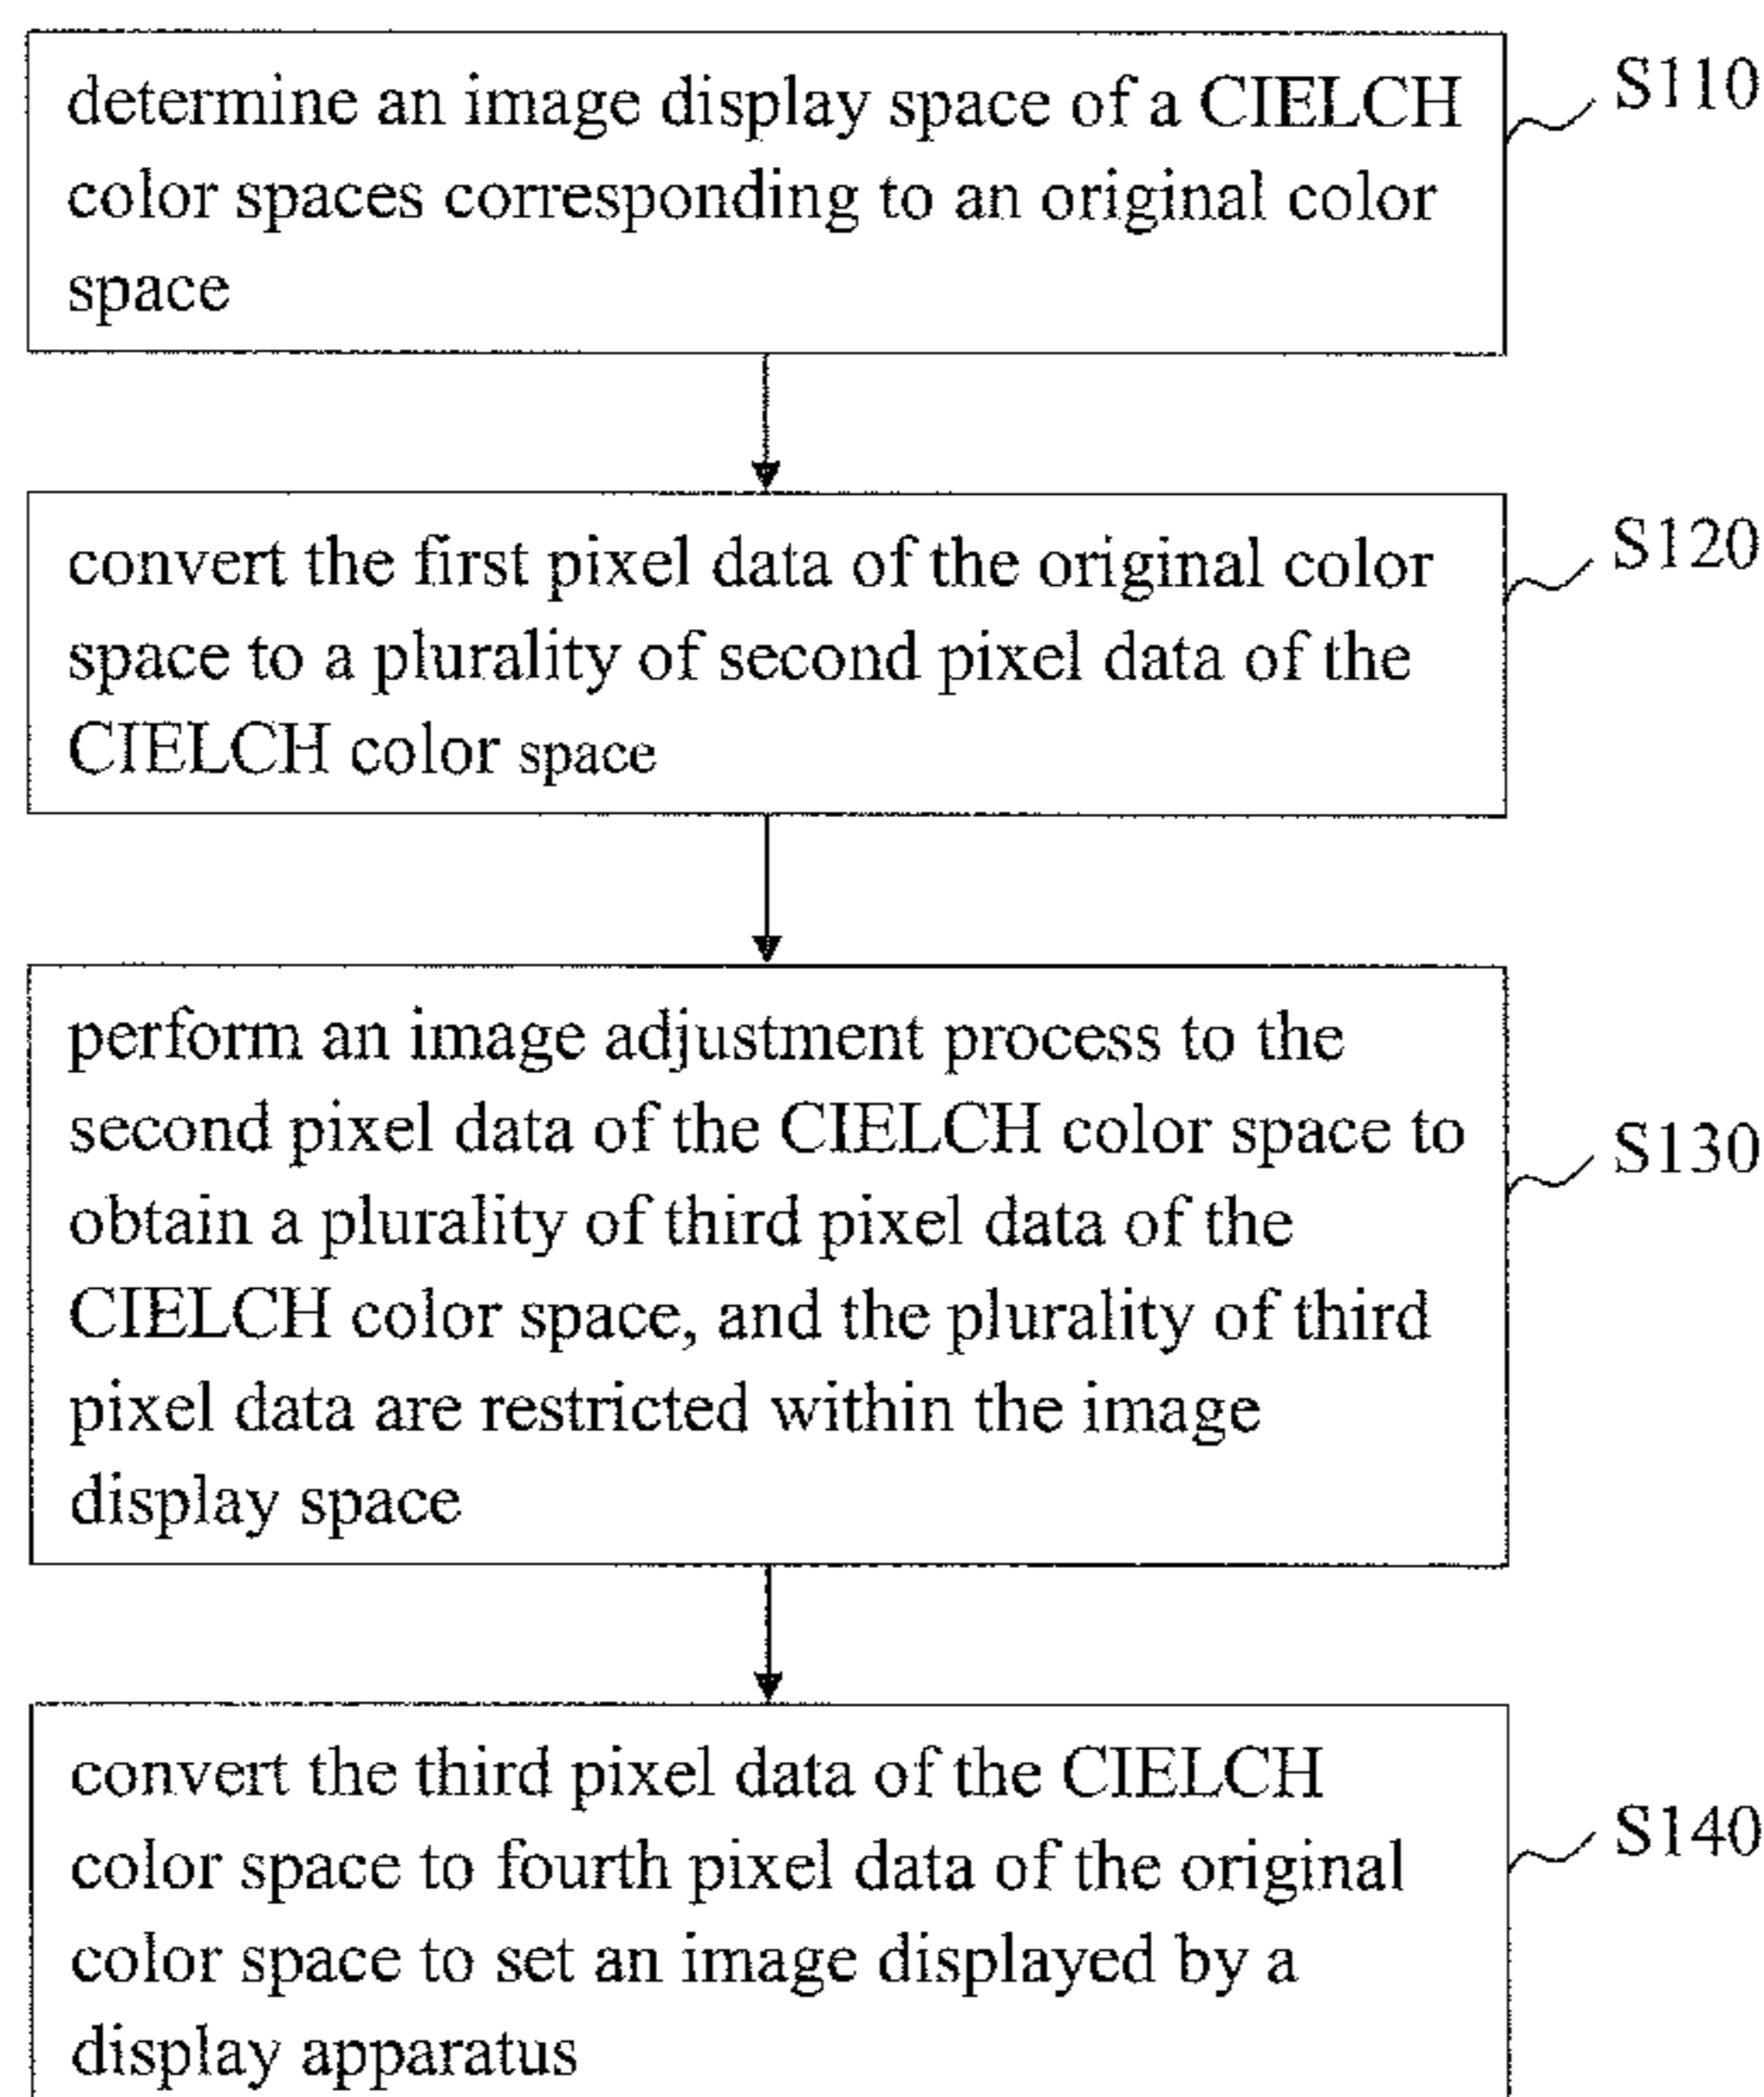 determine an image display space of a CIELCH
color spaces corresponding to an original color
space
S110
convert the first pixel data of the original color
space to a plurality of second pixel data of the
CIELCH color space
S120
perform an image adjustment process to the
second pixel data of the CIELCH color space to
obtain a plurality of third pixel data of the
CIELCH color space, and the plurality of third
pixel data are restricted within the image
display space
S130
convert the third pixel data of the CIELCH
color space to fourth pixel data of the original
color space to set an image displayed by a
display apparatus
S140